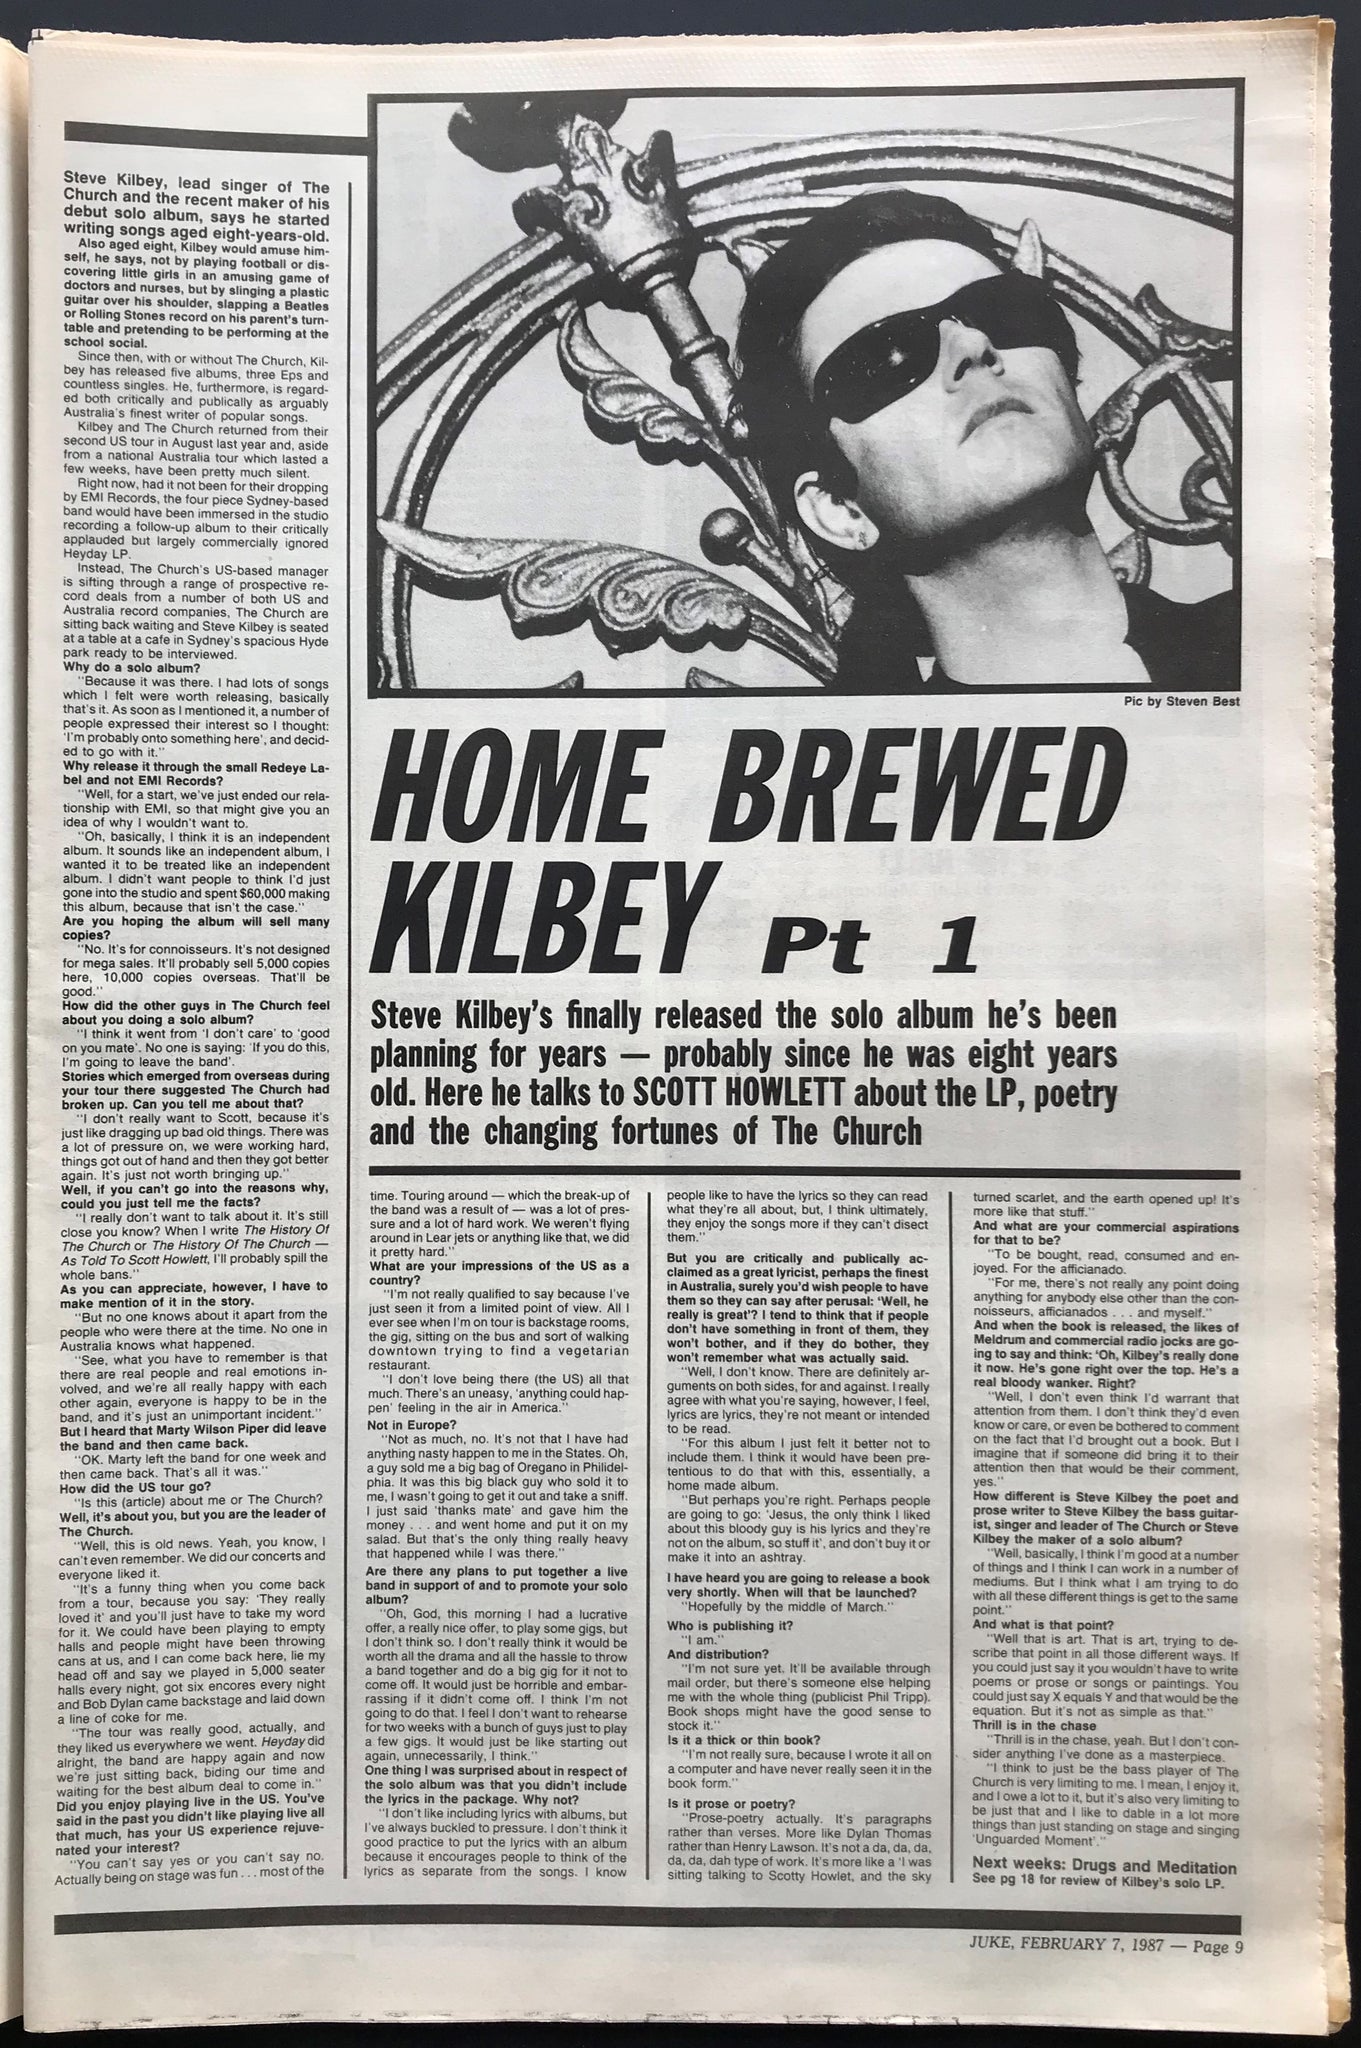 Pic by Steven Best
HOME BREWED
KILBEY Pt 1
Steve Kilbey's finally released the solo album he's been
planning for years — probably since he was eight years
old. Here he talks to SCOTT HOWLETT about the LP, poetry
and the changing fortunes of The Church
Steve Kilbey, lead singer of The
Church and the recent maker of his
debut solo album, says he started
writing songs aged eight-years-old.
Also aged eight, Kilbey would amuse him-
self, he says, not by playing football or dis-
covering little girls in an amusing game of
doctors and nurses, but by slinging a plastic
guitar over his shoulder, slapping a Beatles
or Rolling Stones record on his parent's turn-
table and pretending to be performing at the
school social.
Since then, with or without The Church, Kil-
bey has released five albums, three Eps and
countless singles. He, furthermore, is regard-
ed both critically and publically as arguably
Australia's finest writer of popular songs.
Kilbey and The Church returned from their
second US tour in August last year and, aside
from a national Australia tour which lasted a
few weeks, have been pretty much silent.
Right now, had it not been for their dropping
by EMI Records, the four piece Sydney-based
band would have been immersed in the studio
recording a follow-up album to their critically
applauded but largely commercially ignored
Heyday LP.
Instead, The Church's US-based manager
is sifting through a range of prospective re-
cord deals from a number of both US and
Australia record companies, The Church are
sitting back waiting and Steve Kilbey is seated
at a table at a cafe in Sydney's spacious Hyde
park ready to be interviewed.
Why do a solo album?
"Because it was there. I had lots of songs
which I felt were worth releasing, basically
that's it. As soon as I mentioned it, a number of
people expressed their interest so I thought:
'I'm probably onto something here', and decid-
ed to go with it."
Why release it through the small Redeye La-
bel and not EMI Records?
"Well, for a start, we've just ended our rela-
tionship with EMI, so that might give you an
idea of why I wouldn't want to.
"Oh, basically, I think it is an independent
album. It sounds like an independent album, I
wanted it to be treated like an independent
album. I didn't want people to think I'd just
gone into the studio and spent $60,000 making
this album, because that isn't the case."
Are you hoping the album will sell many
copies?
"No. It's for connoisseurs. It's not designed
for mega sales. It'll probably sell 5,000 copies
here, 10,000 copies overseas. That'll be
good."
How did the other guys in The Church feel
about you doing a solo album?
"I think it went from 'I don't care' to 'good
on you mate'. No one is saying: 'If you do this,
I'm going to leave the band'.
Stories which emerged from overseas during
your tour there suggested The Church had
broken up. Can you tell me about that?
"I don't really want to Scott, because it's
just like dragging up bad old things. There was
a lot of pressure on, we were working hard,
things got out of hand and then they got better
again. It's just not worth bringing up."
Well, if you can't go into the reasons why,
could you just tell me the facts?
"I really don't want to talk about it. It's still
close you know? When I write The History Of
The Church or The History Of The Church —
As Told To Scott Howlett, I'll probably spill the
whole bans."
As you can appreciate, however, I have to
make mention of it in the story.
"But no one knows about it apart from the
people who were there at the time. No one in
Australia knows what happened.
"See, what you have to remember is that
there are real people and real emotions in-
volved, and we're all really happy with each
other again, everyone is happy to be in the
band, and it's just an unimportant incident."
But I heard that Marty Wilson Piper did leave
the band and then came back.
"OK. Marty left the band for one week and
then came back. That's all it was."
How did the US tour go?
"Is this (article) about me or The Church?
Well, it's about you, but you are the leader of
The Church.
"Well, this is old news. Yeah, you know, I
can't even remember. We did our concerts and
everyone liked it.
"It's a funny thing when you come back
from a tour, because you say: 'They really
loved it' and you'll just have to take my word
for it. We could have been playing to empty
halls and people might have been throwing
cans at us, and I can come back here, lie my
head off and say we played in 5,000 seater
halls every night, got six encores every night
and Bob Dylan came backstage and laid down
a line of coke for me.
"The tour was really good, actually, and
they liked us everywhere we went. Heyday did
alright, the band are happy again and now
we're just sitting back, biding our time and
waiting for the best album deal to come in."
Did you enjoy playing live in the US. You've
said in the past you didn't like playing live all
that much, has your US experience rejuve-
nated your interest?
"You can't say yes or you can't say no.
Actually being on stage was fun . . . most of the
time. Touring around — which the break-up of
the band was a result of — was a lot of pres-
sure and a lot of hard work. We weren't flying
around in Lear jets or anything like that, we did
it pretty hard."
What are your impressions of the US as a
country?
"I'm not really qualified to say because I've
just seen it from a limited point of view. All I
ever see when I'm on tour is backstage rooms,
the gig, sitting on the bus and sort of walking
downtown trying to find a vegetarian
restaurant.
"I don't love being there (the US) all that
much. There's an uneasy, 'anything could hap-
pen' feeling in the air in America."
Not in Europe?
"Not as much, no. It's not that I have had
anything nasty happen to me in the States. Oh,
a guy sold me a big bag of Oregano in Philidel-
phia. It was this big black guy who sold it to
me, I wasn't going to get it out and take a sniff.
I just said 'thanks mate' and gave him the
money . . . and went home and put it on my
salad. But that's the only thing really heavy
that happened while I was there."
Are there any plans to put together a live
band in support of and to promote your solo
album?
"Oh, God, this morning I had a lucrative
offer, a really nice offer, to play some gigs, but
I don't think so. I don't really think it would be
worth all the drama and all the hassle to throw
a band together and do a big gig for it not to
come off. It would just be horrible and embar-
rassing if it didn't come off. I think I'm not
going to do that. I feel I don't want to rehearse
for two weeks with a bunch of guys just to play
a few gigs. It would just be like starting out
again, unnecessarily, I think."
One thing I was surprised about in respect of
the solo album was that you didn't include
the lyrics in the package. Why not?
"I don't like including lyrics with albums, but
I've always buckled to pressure. I don't think it
good practice to put the lyrics with an album
because it encourages people to think of the
lyrics as separate from the songs. I know
people like to have the lyrics so they can read
what they're all about, but, I think ultimately,
they enjoy the songs more if they can't disect
them."
But you are critically and publically ac-
claimed as a great lyricist, perhaps the finest
in Australia, surely you'd wish people to have
them so they can say after perusal: 'Well, he
really is great'? I tend to think that if people
don't have something in front of them, they
won't bother, and if they do bother, they
won't remember what was actually said.
"Well, I don't know. There are definitely ar-
guments on both sides, for and against. I really
agree with what you're saying, however, I feel,
lyrics are lyrics, they're not meant or intended
to be read.
"For this album I just felt it better not to
include them. I think it would have been pre-
tentious to do that with this, essentially, a
home made album.
"But perhaps you're right. Perhaps people
are going to go: 'Jesus, the only think I liked
about this bloody guy is his lyrics and they're
not on the album, so stuff it', and don't buy it or
make it into an ashtray.
I have heard you are going to release a book
very shortly. When will that be launched?
"Hopefully by the middle of March."
Who is publishing it?
"I am."
And distribution?
"I'm not sure yet. It'll be available through
mail order, but there's someone else helping
me with the whole thing (publicist Phil Tripp).
Book shops might have the good sense to
stock it."
Is it a thick or thin book?
"I'm not really sure, because I wrote it all on
a computer and have never really seen it in the
book form."
Is it prose or poetry?
"Prose-poetry actually. It's paragraphs
rather than verses. More like Dylan Thomas
rather than Henry Lawson. It's not a da, da, da,
da, da, dah type of work. It's more like a 'I was
sitting talking to Scotty Howlet, and the sky
turned scarlet, and the earth opened up! It's
more like that stuff."
And what are your commercial aspirations
for that to be?
"To be bought, read, consumed and en-
joyed. For the afficianado.
"For me, there's not really any point doing
anything for anybody else other than the con-
noisseurs, afficianados . . . and myself."
And when the book is released, the likes of
Meldrum and commercial radio jocks are go-
ing to say and think: 'Oh, Kilbey's really done
it now. He's gone right over the top. He's a
real bloody wanker. Right?
"Well, I don't even think I'd warrant that
attention from them. I don't think they'd even
know or care, or even be bothered to comment
on the fact that I'd brought out a book. But I
imagine that if someone did bring it to their
attention then that would be their comment,
yes."
How different is Steve Kilbey the poet and
prose writer to Steve Kilbey the bass guitar-
ist, singer and leader of The Church or Steve
Kilbey the maker of a solo album?
"Well, basically, I think I'm good at a number
of things and I think I can work in a number of
mediums. But I think what I am trying to do
with all these different things is get to the same
point."
And what is that point?
"Well that is art. That is art, trying to de-
scribe that point in all those different ways. If
you could just say it you wouldn't have to write
poems or prose or songs or paintings. You
could just say X equals Y and that would be the
equation. But it's not as simple as that."
Thrill is in the chase
"Thrill is in the chase, yeah. But I don't con-
sider anything I've done as a masterpiece.
"I think to just be the bass player of The
Church is very limiting to me. I mean, I enjoy it,
and I owe a lot to it, but it's also very limiting to
be just that and I like to dable in a lot more
things than just standing on stage and singing
'Unguarded Moment'."
Next weeks: Drugs and Meditation
See pg 18 for review of Kilbey's solo LP.
JUKE, FEBRUARY 7, 1987 — Page 9